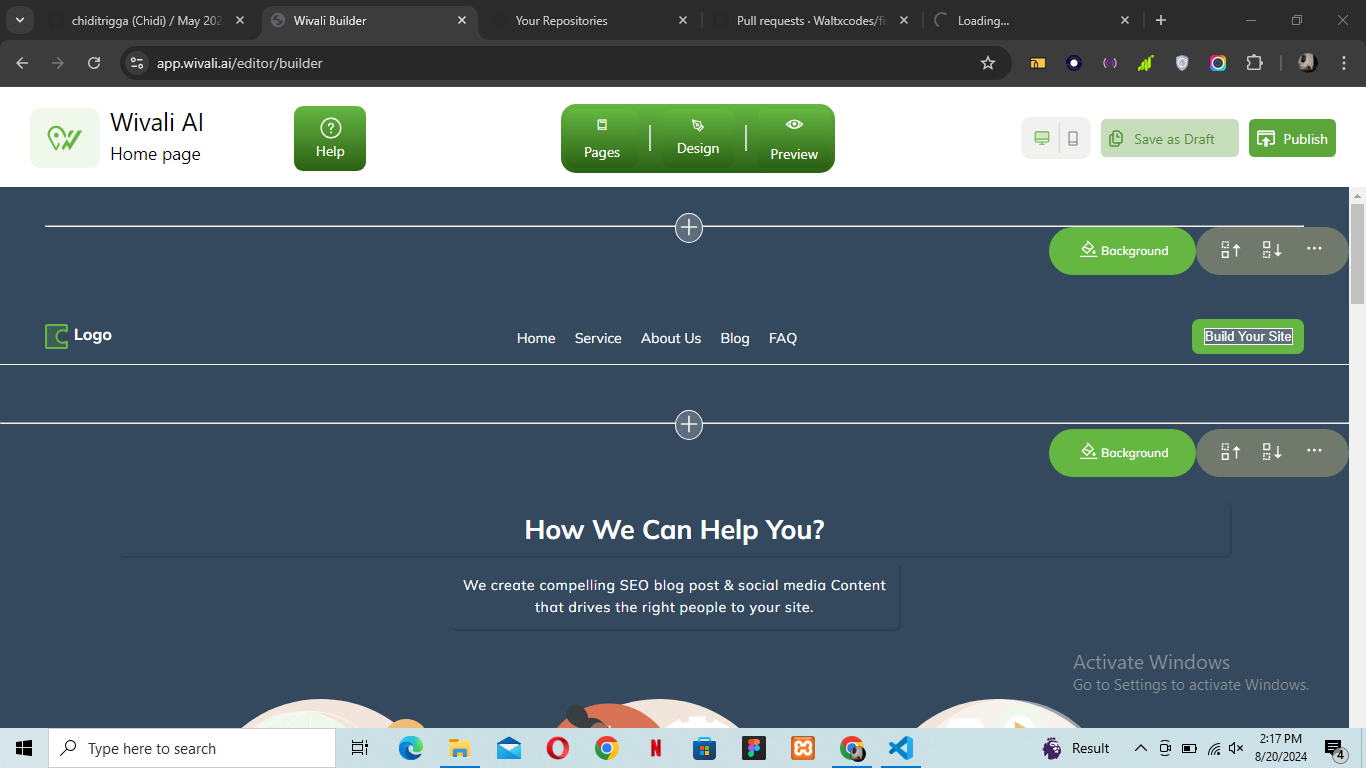 chiditrigga (Chidi) / May 202
Wivali Builder
Your Repositories
Pull requests · Waltxcodes/fi
Loading...
app.wivali.ai/editor/builder
Wivali AI
Home page
Help
Pages
Design
Preview
Save as Draft
Publish
Background
Logo
Home
Service
About Us
Blog
FAQ
Build Your Site
Background
How We Can Help You?
We create compelling SEO blog post & social media Content
that drives the right people to your site.
Activate Windows
Go to Settings to activate Windows.
Type here to search
Result
2:17 PM
8/20/2024
4